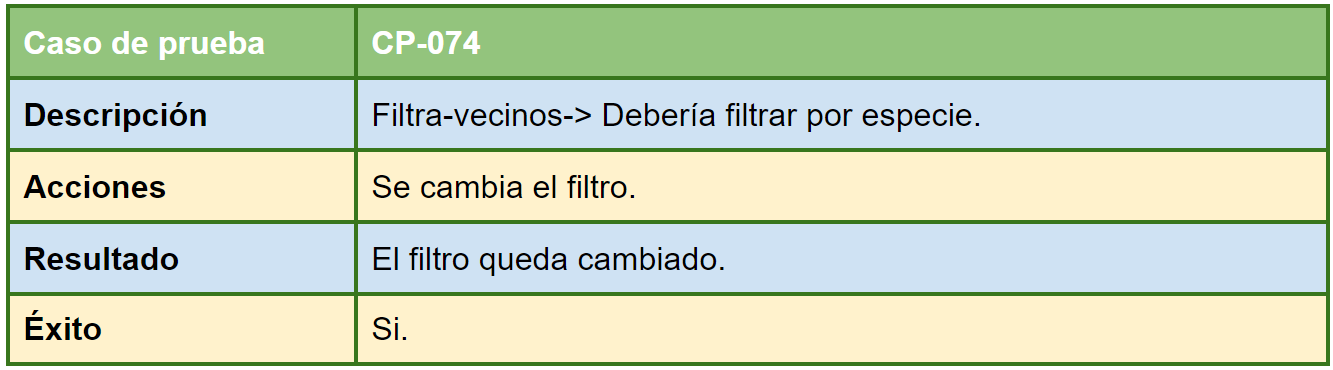 Caso de prueba CP-074
Descripción Filtra-vecinos-> Debería filtrar por especie.
Acciones Se cambia el filtro.
Resultado El filtro queda cambiado.
Éxito Si.